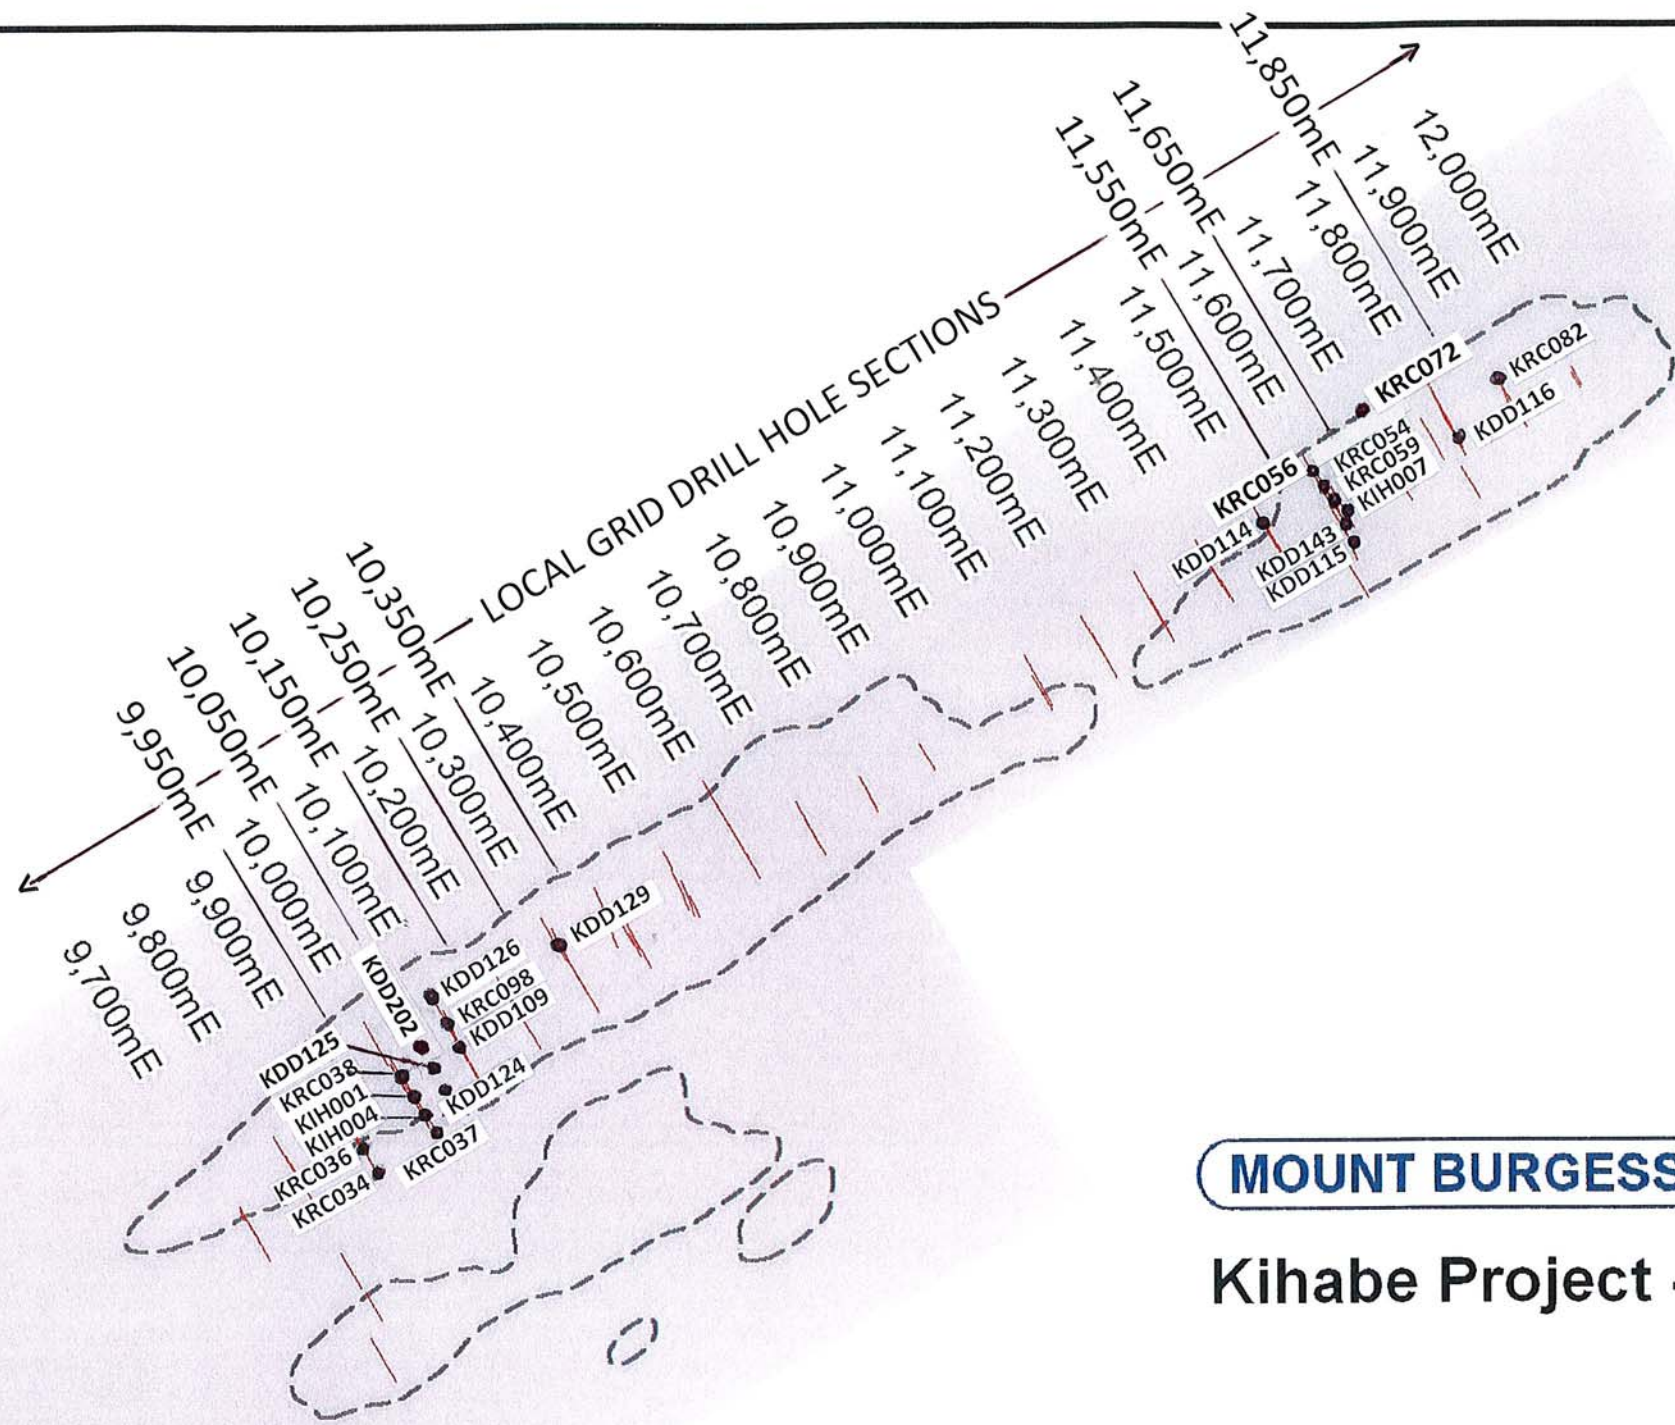 11,850mE
11,650mE
11,550mE
12,000mE
11,900mE
11,800mE
11,700mE
11,600mE
11,500mE
11,400mE
11,300mE
11,200mE
11,100mE
11,000mE
10,900mE
10,800mE
10,700mE
10,600mE
10,500mE
10,400mE
LOCAL GRID DRILL HOLE SECTIONS
10,350mE
10,250mE
10,150mE
10,050mE
9,950mE
10,300mE
10,200mE
10,100mE
10,000mE
9,900mE
9,800mE
9,700mE
KRC072
KRC082
KDD116
KRC054
KRC059
KIH007
KRC056
KDD114
KDD143
KDD115
KDD129
KDD126
KRC098
KDD109
KDD202
KDD125
KRC038
KIH001
KIH004
KDD124
KRC037
KRC036
KRC034
MOUNT BURGESS
Kihabe Project -